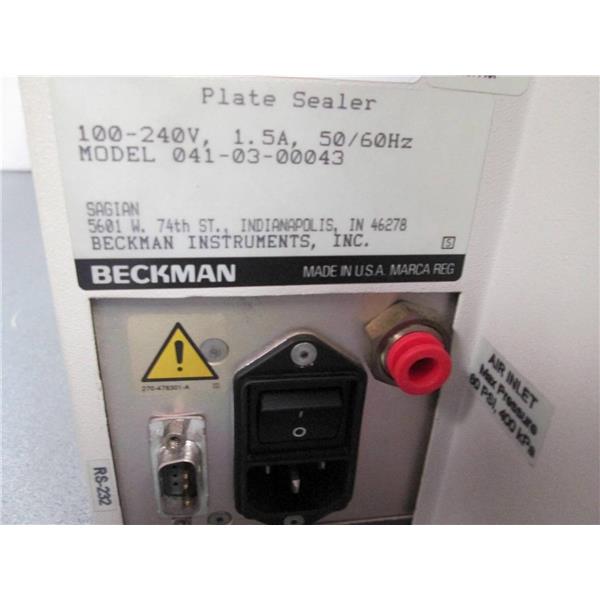 Plate Sealer
100-240V, 1.5A, 50/60Hz
MODEL 041-03-00043
SAGIAN
5601 W. 74th ST., INDIANAPOLIS, IN 46278
BECKMAN INSTRUMENTS, INC.
S
BECKMAN
MADE IN U.S.A. MARCA REG
270-478301-A
RS-232
I
O
AIR INLET
Max Pressure
60 PSI, 400 kPa